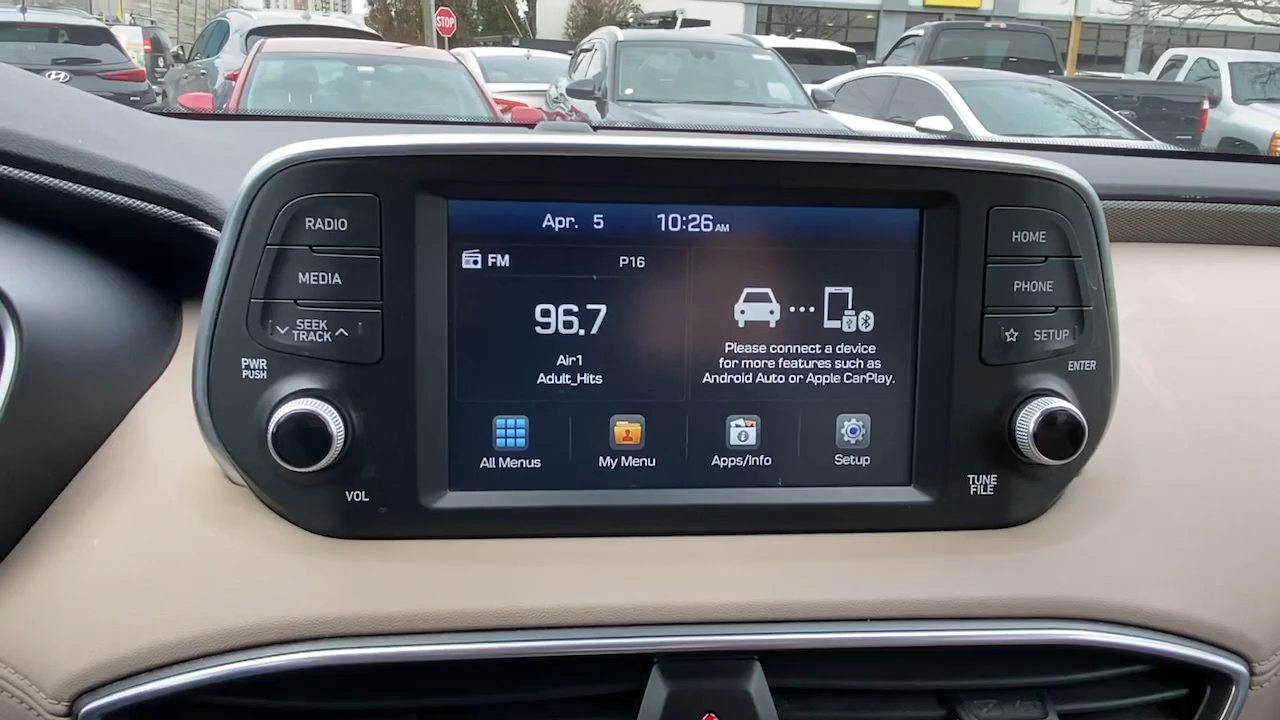 STOP
RADIO
MEDIA
SEEK
TRACK
PWR
PUSH
VOL
Apr. 5 10:26 AM
FM P16
96.7
Air1
Adult_Hits
Please connect a device
for more features such as
Android Auto or Apple CarPlay.
All Menus My Menu Apps/Info Setup
HOME
PHONE
SETUP
ENTER
TUNE
FILE